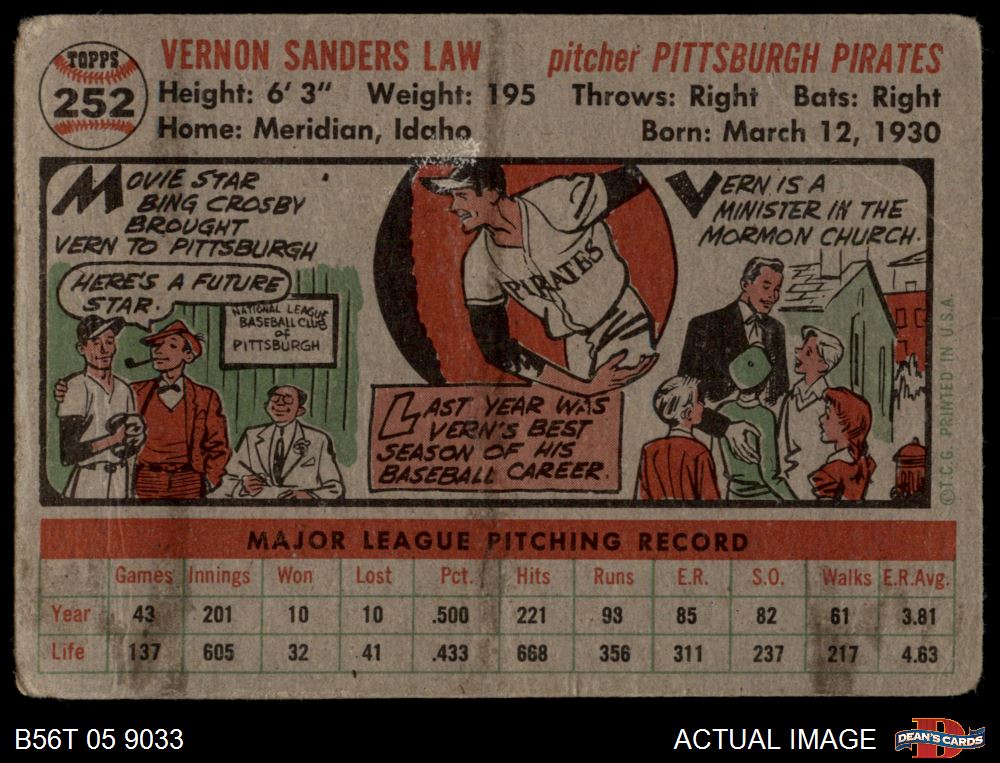 TOPPS
252
VERNON SANDERS LAW pitcher PITTSBURGH PIRATES
Height: 6' 3" Weight: 195 Throws: Right Bats: Right
Home: Meridian, Idaho Born: March 12, 1930
MOVIE STAR
BING CROSBY
BROUGHT
VERN TO PITTSBURGH
HERE'S A FUTURE
STAR.
NATIONAL LEAGUE
BASEBALL CLUB
of
PITTSBURGH
PIRATES
LAST YEAR WAS
VERN'S BEST
SEASON OF HIS
BASEBALL CAREER.
VERN IS A
MINISTER IN THE
MORMON CHURCH.
©T.C.G. PRINTED IN U.S.A.
MAJOR LEAGUE PITCHING RECORD
Games Innings Won Lost Pct. Hits Runs E.R. S.O. Walks E.R.Avg.
Year 43 201 10 10 .500 221 93 85 82 61 3.81
Life 137 605 32 41 .433 668 356 311 237 217 4.63
B56T 05 9033 ACTUAL IMAGE
D
DEAN'S CARDS